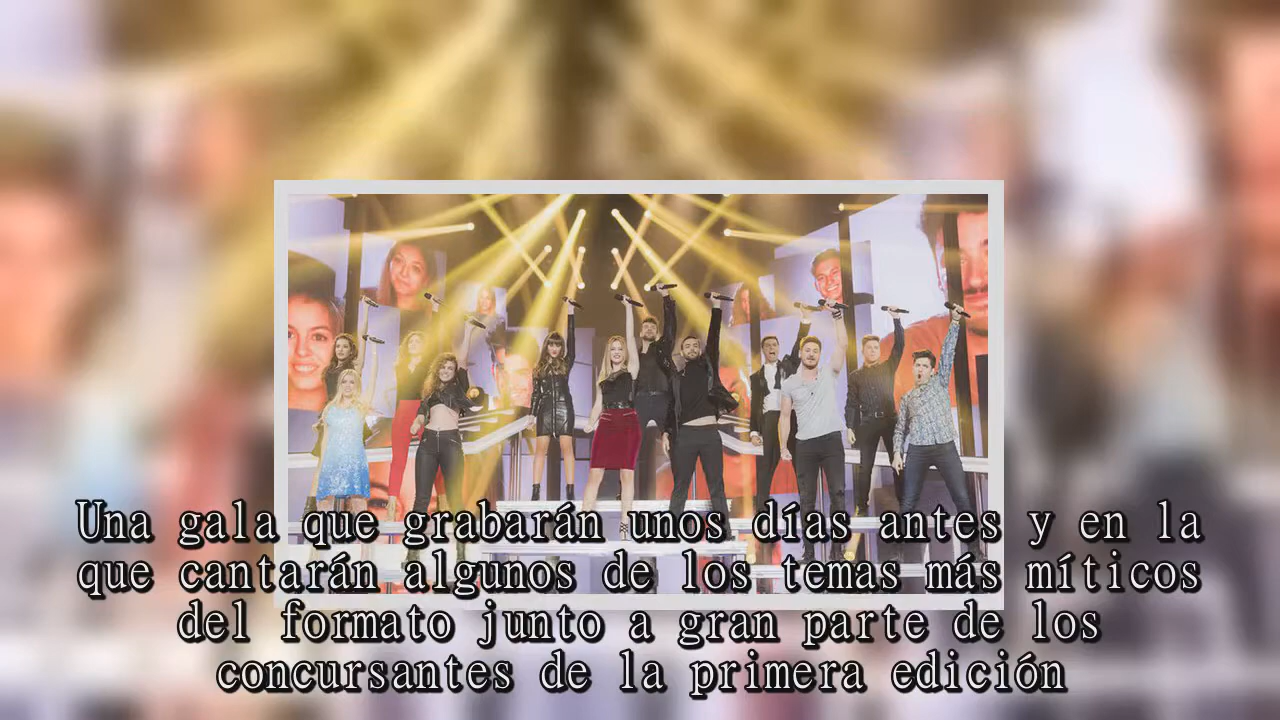 Una gala que grabarán unos días antes y en la
que cantarán algunos de los temas más míticos
del formato junto a gran parte de los
concursantes de la primera edición